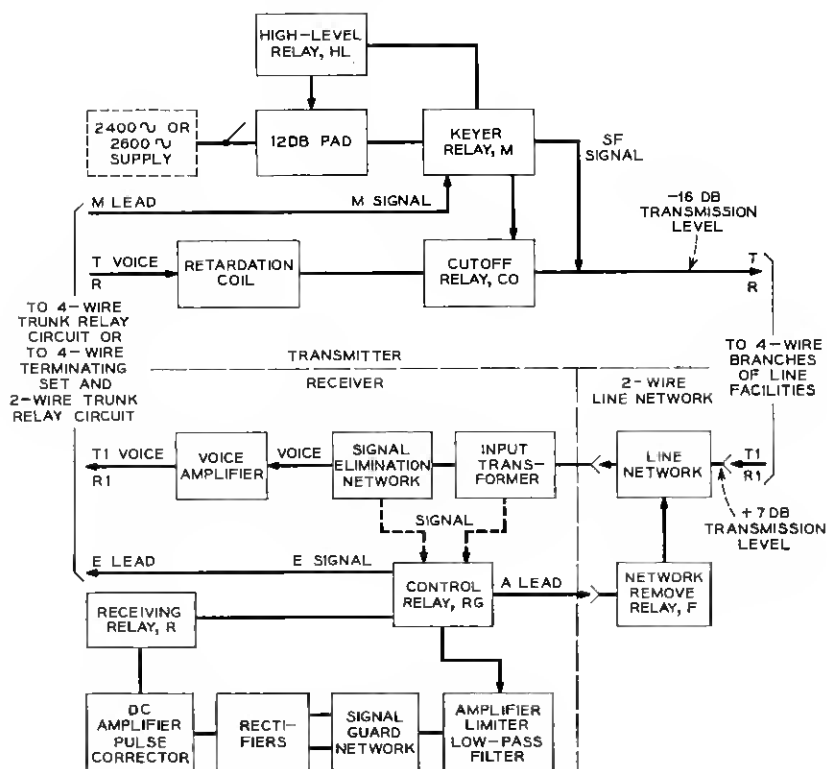 HIGH-LEVEL
RELAY, HL
2400 ∿ OR
2600 ∿
SUPPLY
12DB PAD
KEYER
RELAY, M
SF
SIGNAL
M LEAD
M SIGNAL
-16 DB
TRANSMISSION
LEVEL
T VOICE
R
RETARDATION
COIL
CUTOFF
RELAY, CO
T
R
TO 4-WIRE
TRUNK RELAY
CIRCUIT OR
TO 4-WIRE
TERMINATING
SET AND
2-WIRE TRUNK
RELAY CIRCUIT
TO 4-WIRE
BRANCHES
OF LINE
FACILITIES
TRANSMITTER
RECEIVER
2-WIRE
LINE NETWORK
T1 VOICE
R1
VOICE
AMPLIFIER
VOICE
SIGNAL
ELIMINATION
NETWORK
INPUT
TRANS-
FORMER
LINE
NETWORK
T1
R1
+7 DB
TRANSMISSION
LEVEL
SIGNAL
E LEAD
E SIGNAL
CONTROL
RELAY, RG
A LEAD
NETWORK
REMOVE
RELAY, F
RECEIVING
RELAY, R
DC
AMPLIFIER
PULSE
CORRECTOR
RECTI-
FIERS
SIGNAL
GUARD
NETWORK
AMPLIFIER
LIMITER
LOW-PASS
FILTER